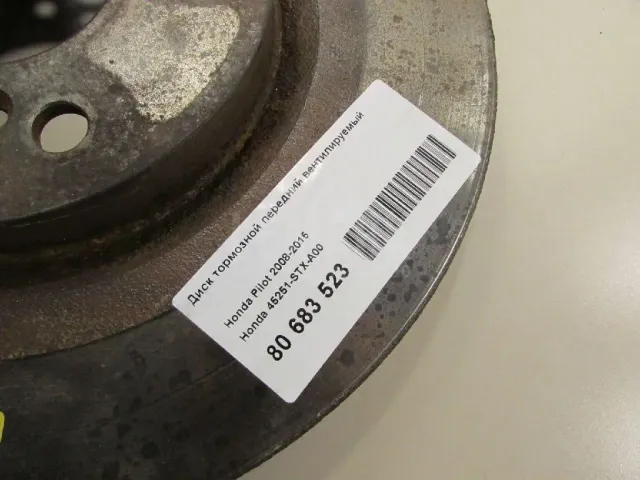 Диск тормозной передний вентилируемый
Honda Pilot 2008-2015
Honda 45251-STX-A00
80 683 523